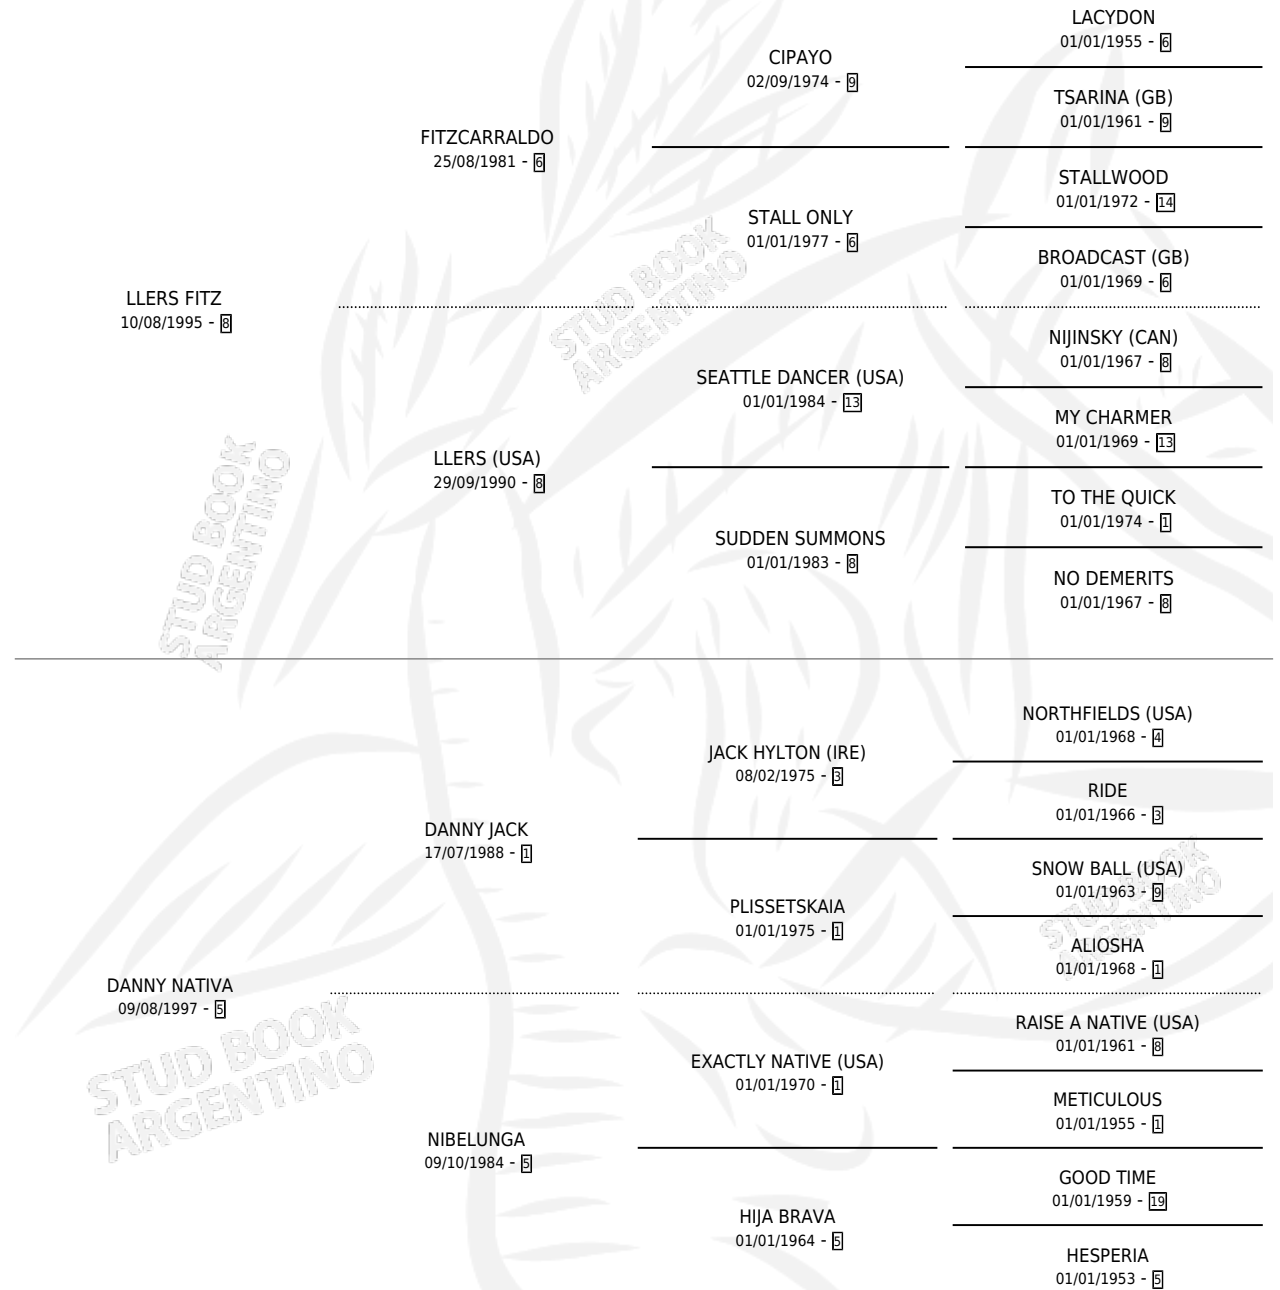 LACYDON
01/01/1955 - 6
CIPAYO
02/09/1974 - 9
TSARINA (GB)
01/01/1961 - 9
FITZCARRALDO
25/08/1981 - 6
STALLWOOD
01/01/1972 - 14
STALL ONLY
01/01/1977 - 6
BROADCAST (GB)
01/01/1969 - 6
LLERS FITZ
10/08/1995 - 8
NIJINSKY (CAN)
01/01/1967 - 8
SEATTLE DANCER (USA)
01/01/1984 - 13
MY CHARMER
01/01/1969 - 13
LLERS (USA)
29/09/1990 - 8
TO THE QUICK
01/01/1974 - 1
SUDDEN SUMMONS
01/01/1983 - 8
NO DEMERITS
01/01/1967 - 8
NORTHFIELDS (USA)
01/01/1968 - 4
JACK HYLTON (IRE)
08/02/1975 - 3
RIDE
01/01/1966 - 3
DANNY JACK
17/07/1988 - 1
SNOW BALL (USA)
01/01/1963 - 9
PLISSETSKAIA
01/01/1975 - 1
ALIOSHA
01/01/1968 - 1
DANNY NATIVA
09/08/1997 - 5
RAISE A NATIVE (USA)
01/01/1961 - 8
EXACTLY NATIVE (USA)
01/01/1970 - 1
METICULOUS
01/01/1955 - 1
NIBELUNGA
09/10/1984 - 5
GOOD TIME
01/01/1959 - 19
HIJA BRAVA
01/01/1964 - 5
HESPERIA
01/01/1953 - 5
STUD BOOK
ARGENTINO
STUD BOOK
ARGENTINO
STUD BOOK
ARGENTINO
STUD BOOK
ARGENTINO